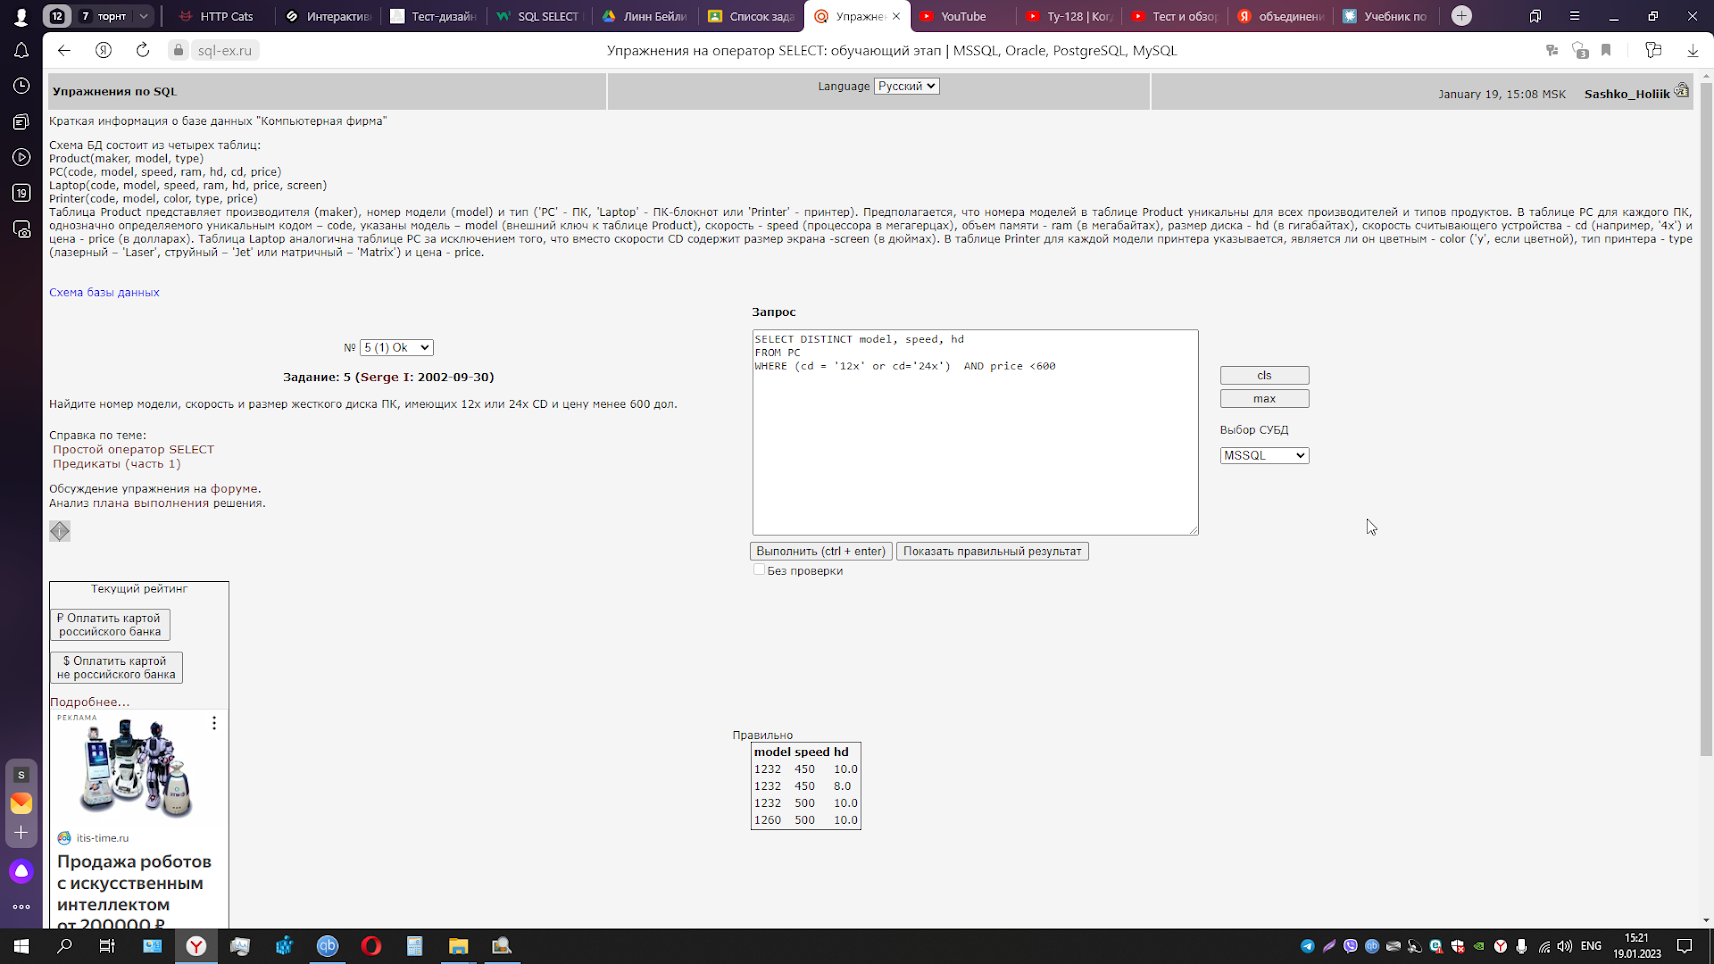 12
7 торнт
HTTP Cats
Интерактив
Тест-дизайн
SQL SELECT
Линн Бейли
Список зада
Упражнен
YouTube
Ту-128 | Ког
Тест и обзор
объединени
Учебник по
sql-ex.ru
Упражнения на оператор SELECT: обучающий этап | MSSQL, Oracle, PostgreSQL, MySQL
3
Упражнения по SQL
Language Русский
January 19, 15:08 MSK Sashko_Holiik
Краткая информация о базе данных "Компьютерная фирма"
Схема БД состоит из четырех таблиц:
Product(maker, model, type)
PC(code, model, speed, ram, hd, cd, price)
Laptop(code, model, speed, ram, hd, price, screen)
Printer(code, model, color, type, price)
Таблица Product представляет производителя (maker), номер модели (model) и тип ('PC' - ПК, 'Laptop' - ПК-блокнот или 'Printer' - принтер). Предполагается, что номера моделей в таблице Product уникальны для всех производителей и типов продуктов. В таблице PC для каждого ПК,
однозначно определяемого уникальным кодом – code, указаны модель – model (внешний ключ к таблице Product), скорость - speed (процессора в мегагерцах), объем памяти - ram (в мегабайтах), размер диска - hd (в гигабайтах), скорость считывающего устройства - cd (например, '4x') и
цена - price (в долларах). Таблица Laptop аналогична таблице РС за исключением того, что вместо скорости CD содержит размер экрана -screen (в дюймах). В таблице Printer для каждой модели принтера указывается, является ли он цветным - color ('y', если цветной), тип принтера - type
(лазерный – 'Laser', струйный – 'Jet' или матричный – 'Matrix') и цена - price.
Схема базы данных
Запрос
№ 5 (1) Ok
Задание: 5 (Serge I: 2002-09-30)
Найдите номер модели, скорость и размер жесткого диска ПК, имеющих 12x или 24x CD и цену менее 600 дол.
Справка по теме:
Простой оператор SELECT
Предикаты (часть 1)
Обсуждение упражнения на форуме.
Анализ плана выполнения решения.
SELECT DISTINCT model, speed, hd
FROM PC
WHERE (cd = '12x' or cd='24x')  AND price <600
cls
max
Выбор СУБД
MSSQL
Выполнить (ctrl + enter)
Показать правильный результат
Без проверки
Текущий рейтинг
₽ Оплатить картой
российского банка
$ Оплатить картой
не российского банка
Подробнее...
РЕКЛАМА
itis-time.ru
Продажа роботов
с искусственным
интеллектом
от 200000 ₽
Правильно
model speed hd
1232 450 10.0
1232 450 8.0
1232 500 10.0
1260 500 10.0
19
S
ENG
15:21
19.01.2023